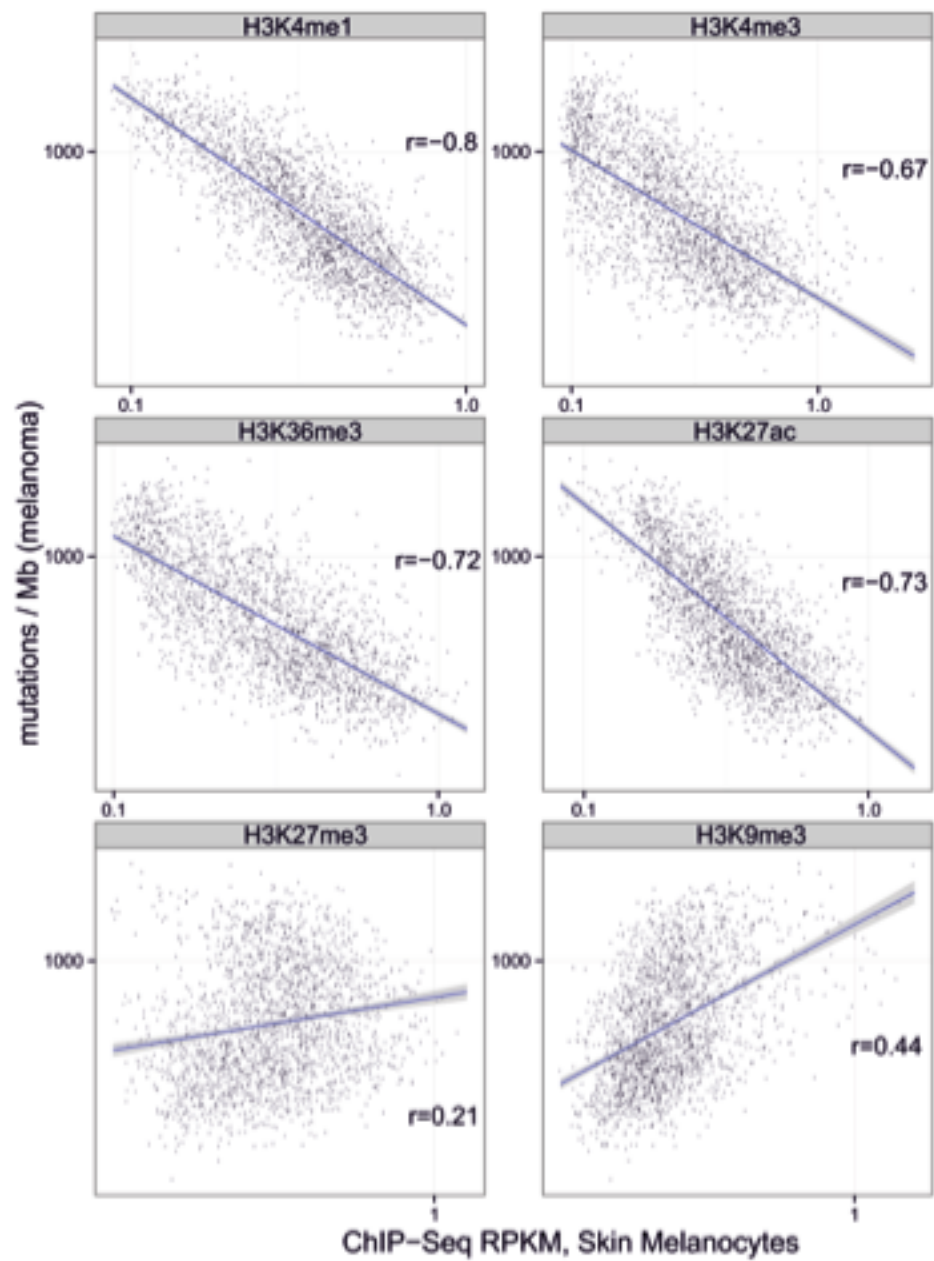 H3K4me1
H3K4me3
1000
r=−0.8
1000
r=−0.67
0.1
1.0
0.1
1.0
H3K36me3
H3K27ac
1000
r=−0.72
1000
r=−0.73
0.1
1.0
0.1
1.0
mutations / Mb (melanoma)
H3K27me3
H3K9me3
1000
1000
r=0.21
r=0.44
1
1
ChIP−Seq RPKM, Skin Melanocytes